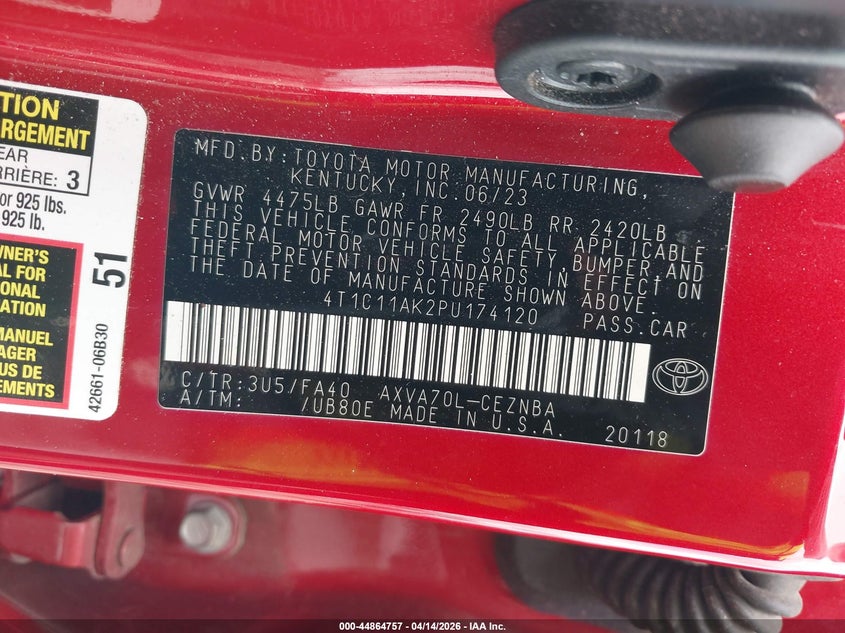 TION
RGEMENT
EAR
RRIÈRE: 3
or 925 lbs.
925 lb.
WNER'S
AL FOR
IONAL
ATION
MANUEL
AGER
US DE
ION
51
42661-06B30
MFD.BY:TOYOTA MOTOR MANUFACTURING,
KENTUCKY, INC. 06/23
GVWR 4475LB GAWR FR 2490LB RR 2420LB
THIS VEHICLE CONFORMS TO ALL APPLICABLE
FEDERAL MOTOR VEHICLE SAFETY, BUMPER, AND
THEFT PREVENTION STANDARDS IN EFFECT ON
THE DATE OF MANUFACTURE SHOWN ABOVE.
4T1C11AK2PU174120
PASS.CAR
C/TR:3U5/FA40 AXVA70L-CEZNBA
A/TM: /UB80E MADE IN U.S.A.
20118
000-44864757 - 04/14/2026 - IAA Inc.